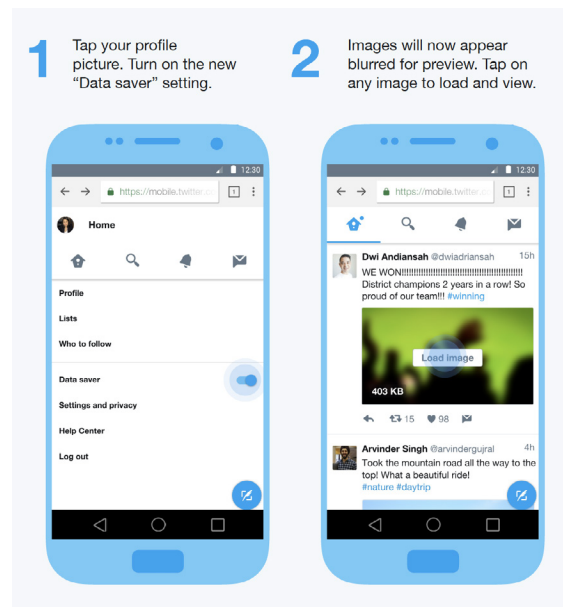 1
Tap your profile
picture. Turn on the new
“Data saver” setting.
12:30
https://mobile.twitter.co
1
Home
Profile
Lists
Who to follow
Data saver
Settings and privacy
Help Center
Log out
2
Images will now appear
blurred for preview. Tap on
any image to load and view.
12:30
https://mobile.twitter.co
1
Dwi Andiansah @dwiadriansah 15h
WE WON!!!!!!!!!!!!!!!!!!!!!!!!!!!!!!!!!!!!!!!!!!!!!!!!
District champions 2 years in a row! So
proud of our team!!! #winning
Load image
403 KB
15 98
Arvinder Singh @arvindergujral 4h
Took the mountain road all the way to the
top! What a beautiful ride!
#nature #daytrip